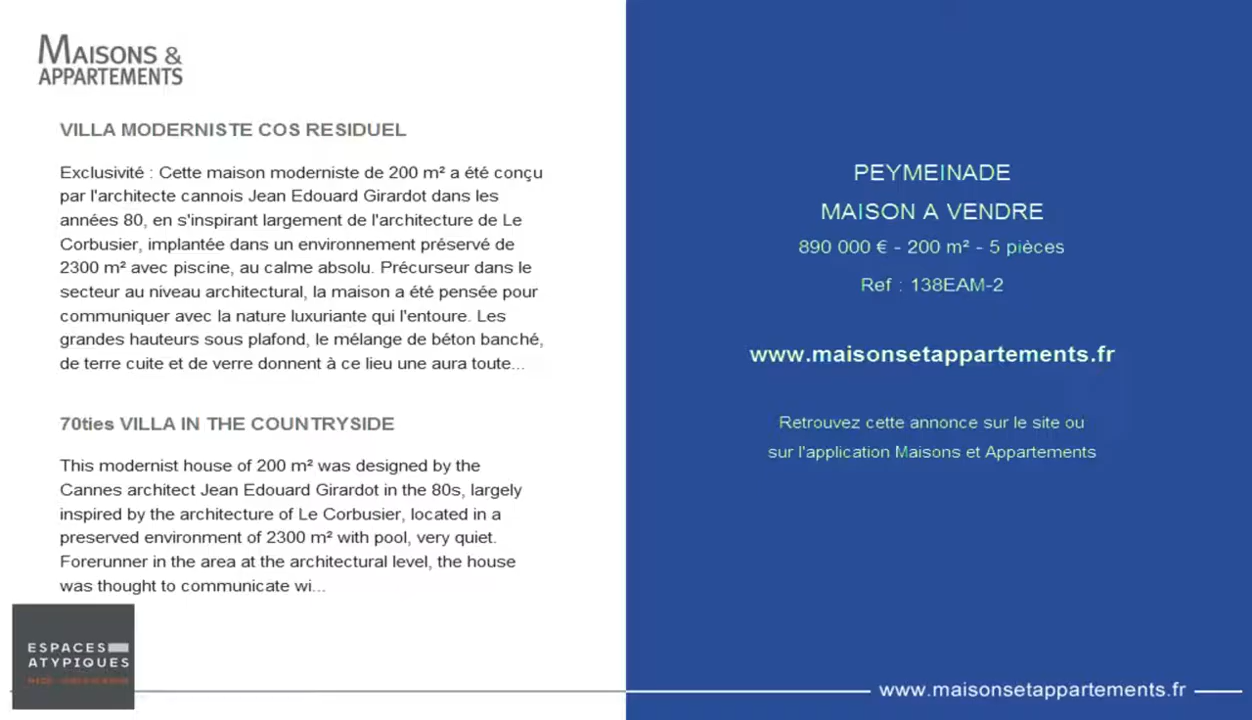 MAISONS &
APPARTEMENTS
VILLA MODERNISTE COS RESIDUEL
Exclusivité : Cette maison moderniste de 200 m² a été conçu
par l'architecte cannois Jean Edouard Girardot dans les
années 80, en s'inspirant largement de l'architecture de Le
Corbusier, implantée dans un environnement préservé de
2300 m² avec piscine, au calme absolu. Précurseur dans le
secteur au niveau architectural, la maison a été pensée pour
communiquer avec la nature luxuriante qui l'entoure. Les
grandes hauteurs sous plafond, le mélange de béton banché,
de terre cuite et de verre donnent à ce lieu une aura toute...
70ties VILLA IN THE COUNTRYSIDE
This modernist house of 200 m² was designed by the
Cannes architect Jean Edouard Girardot in the 80s, largely
inspired by the architecture of Le Corbusier, located in a
preserved environment of 2300 m² with pool, very quiet.
Forerunner in the area at the architectural level, the house
was thought to communicate wi...
ESPACES
ATYPIQUES
PEYMEINADE
MAISON A VENDRE
890 000 € - 200 m² - 5 pièces
Ref : 138EAM-2
www.maisonsetappartements.fr
Retrouvez cette annonce sur le site ou
sur l'application Maisons et Appartements
www.maisonsetappartements.fr